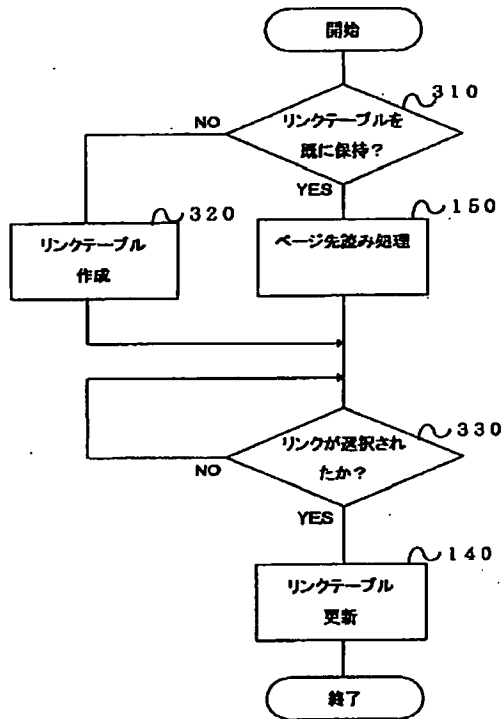 開始
310
リンクテーブルを
既に保持？
NO
YES
320
リンクテーブル
作成
150
ページ先読み処理
330
リンクが選択され
たか？
NO
YES
140
リンクテーブル
更新
終了